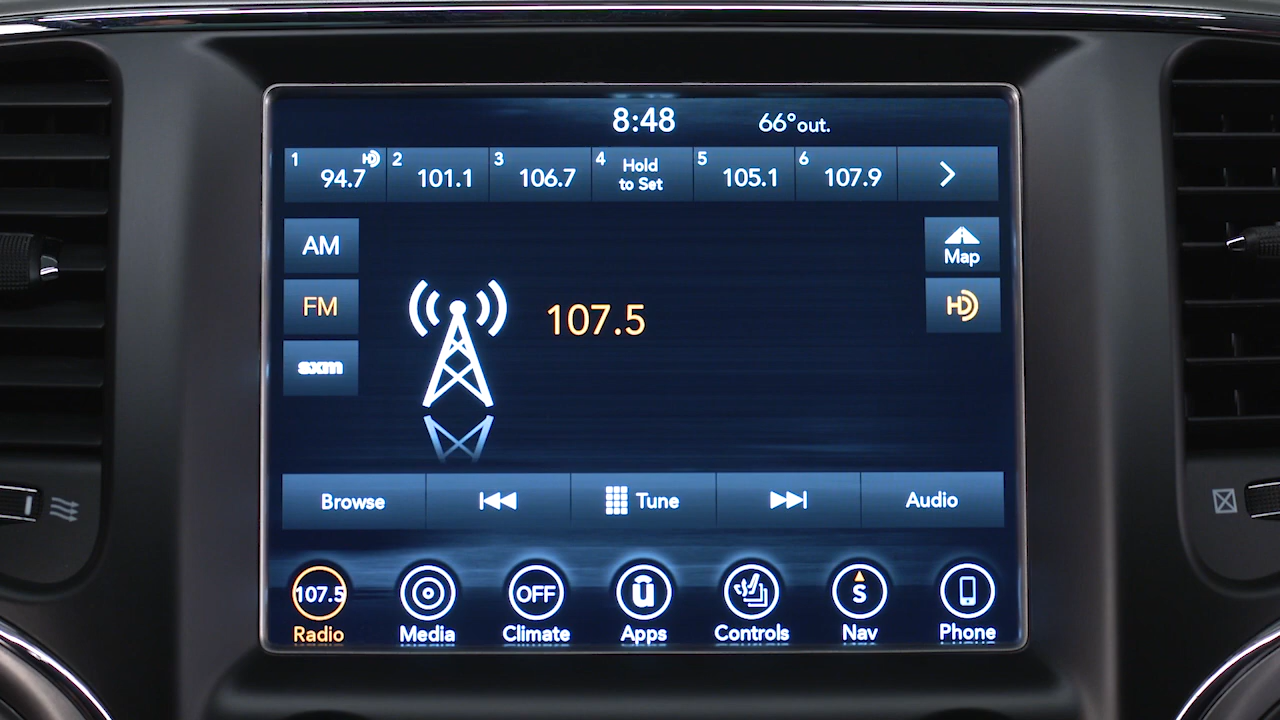 8:48 66° out.
1 94.7 HD 2 101.1 3 106.7 4 Hold to Set 5 105.1 6 107.9
AM
Map
FM
HD
107.5
sxm
Browse Tune Audio
107.5 OFF ū S
Radio Media Climate Apps Controls Nav Phone